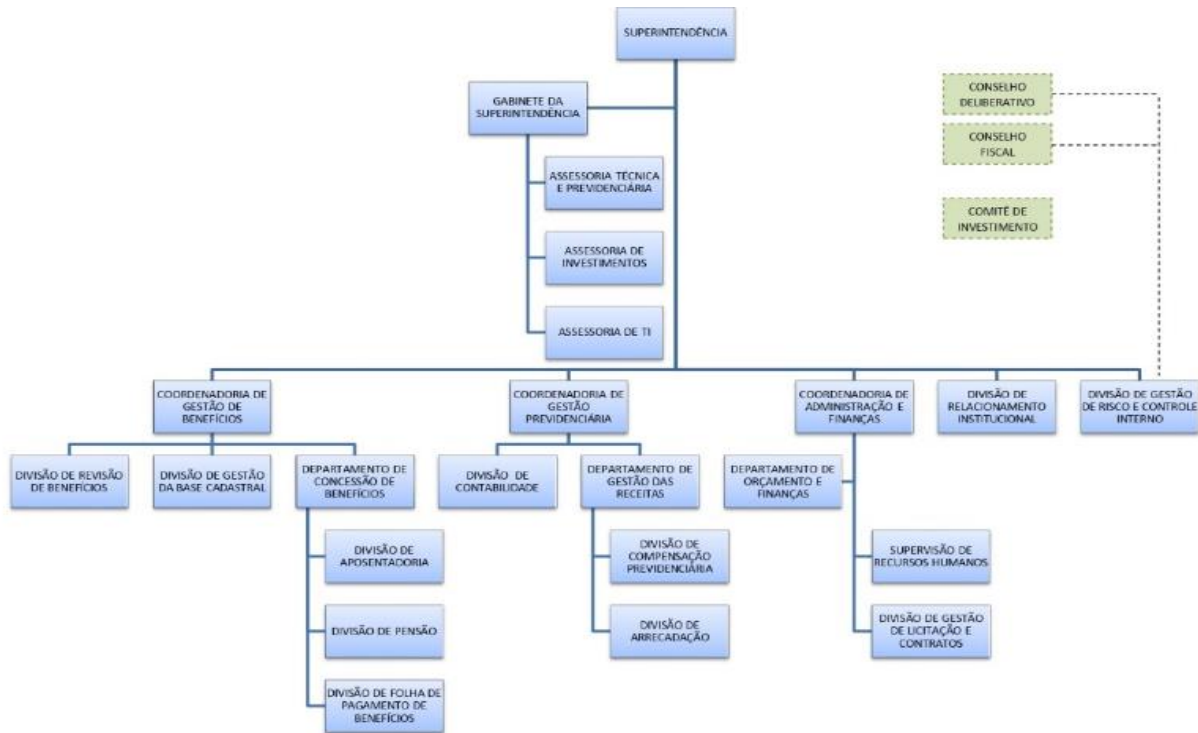 SUPERINTENDÊNCIA
GABINETE DA
SUPERINTENDÊNCIA
CONSELHO
DELIBERATIVO
CONSELHO
FISCAL
COMITÊ DE
INVESTIMENTO
ASSESSORIA TÉCNICA
E PREVIDENCIÁRIA
ASSESSORIA DE
INVESTIMENTOS
ASSESSORIA DE TI
COORDENADORIA DE
GESTÃO DE
BENEFÍCIOS
COORDENADORIA DE
GESTÃO
PREVIDENCIÁRIA
COORDENADORIA DE
ADMINISTRAÇÃO E
FINANÇAS
DIVISÃO DE
RELACIONAMENTO
INSTITUCIONAL
DIVISÃO DE GESTÃO
DE RISCO E CONTROLE
INTERNO
DIVISÃO DE REVISÃO
DE BENEFÍCIOS
DIVISÃO DE GESTÃO
DA BASE CADASTRAL
DEPARTAMENTO DE
CONCESSÃO DE
BENEFÍCIOS
DIVISÃO DE
CONTABILIDADE
DEPARTAMENTO DE
GESTÃO DAS
RECEITAS
DEPARTAMENTO DE
ORÇAMENTO E
FINANÇAS
DIVISÃO DE
APOSENTADORIA
DIVISÃO DE
COMPENSAÇÃO
PREVIDENCIÁRIA
SUPERVISÃO DE
RECURSOS HUMANOS
DIVISÃO DE PENSÃO
DIVISÃO DE
ARRECADAÇÃO
DIVISÃO DE GESTÃO
DE LICITAÇÃO E
CONTRATOS
DIVISÃO DE FOLHA DE
PAGAMENTO DE
BENEFÍCIOS